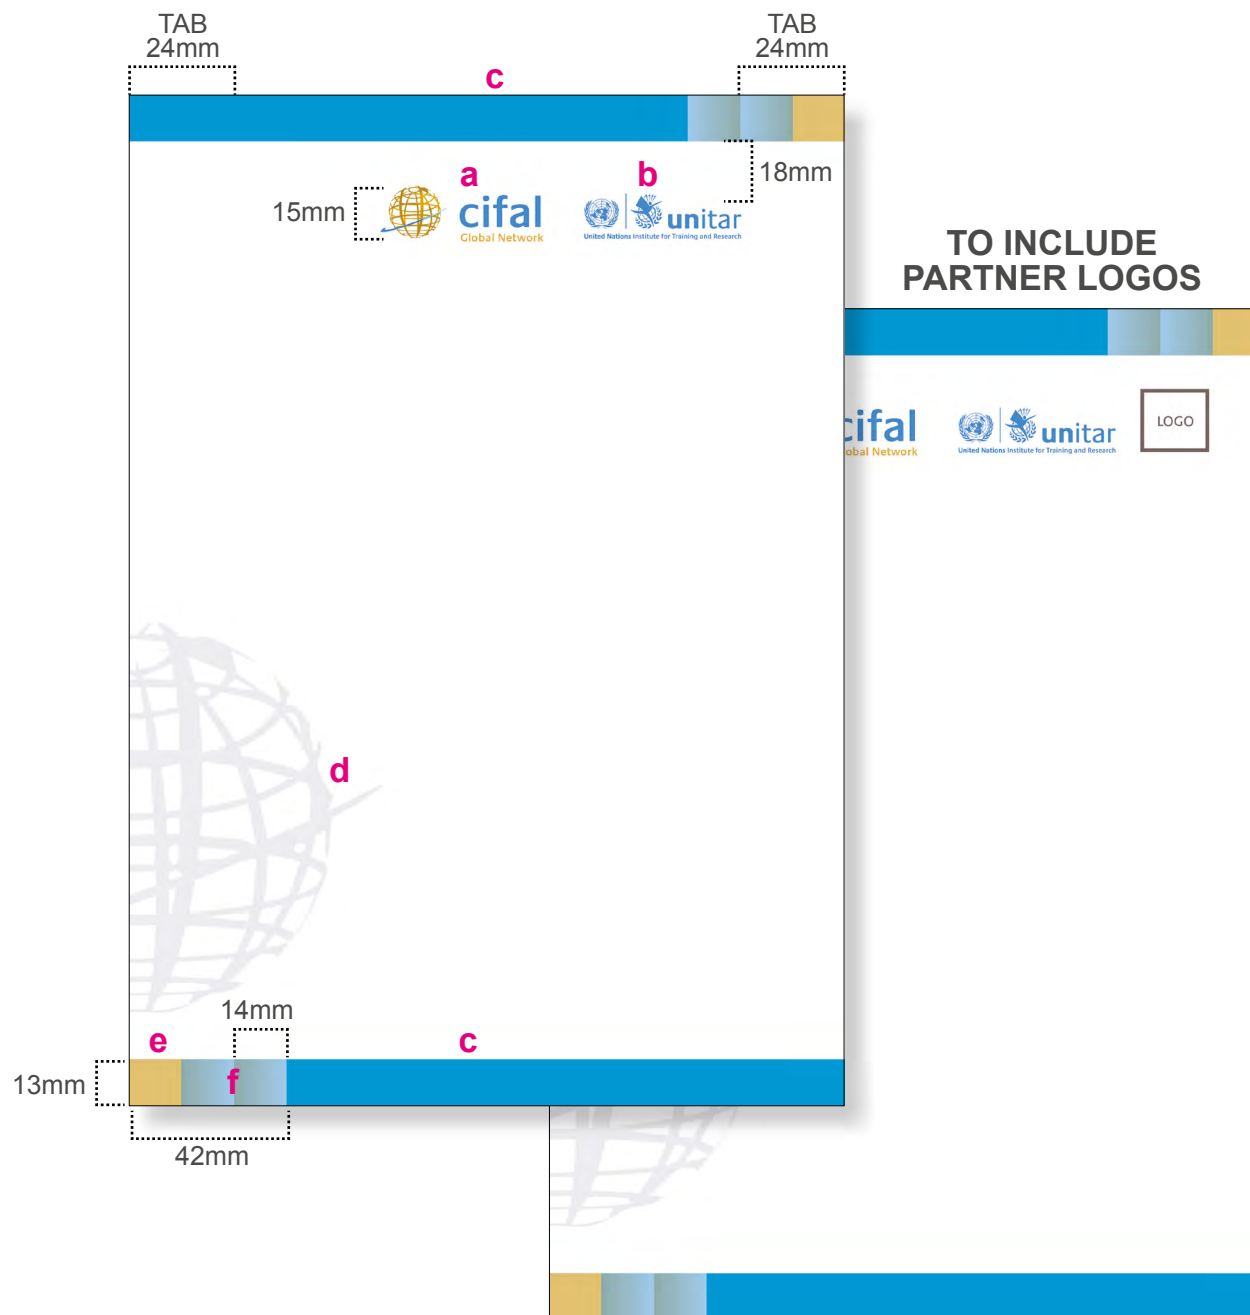 TAB
24mm
TAB
24mm
c
a
b
18mm
15mm
cifal
Global Network
unitar
United Nations Institute for Training and Research
TO INCLUDE
PARTNER LOGOS
cifal
obal Network
unitar
United Nations Institute for Training and Research
LOGO
d
14mm
e
c
13mm
f
42mm